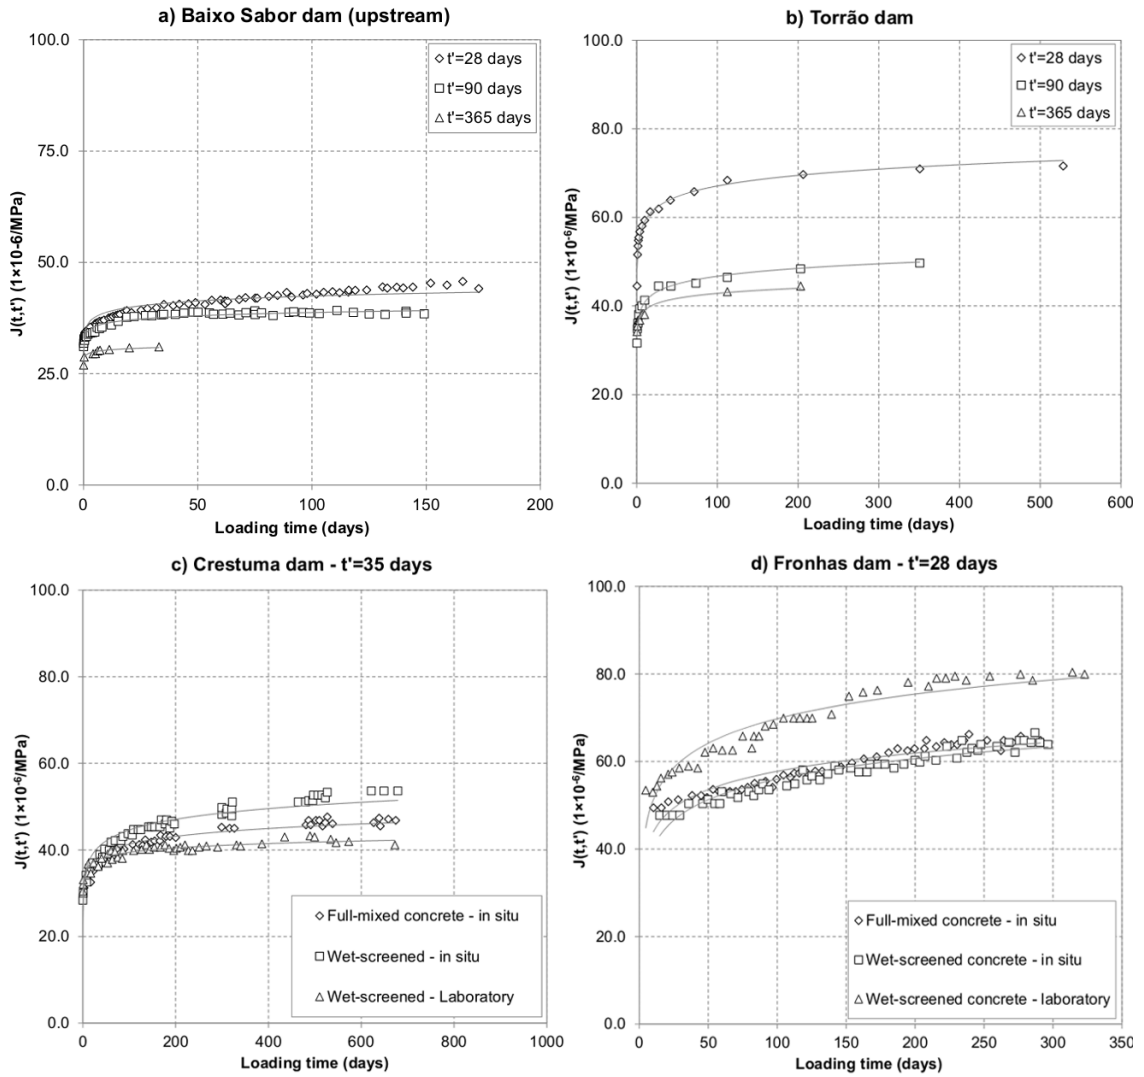 a) Baixo Sabor dam (upstream)
100.0
75.0
50.0
25.0
0.0
J(t,t') (1×10-6/MPa)
t'=28 days
t'=90 days
t'=365 days
0 50 100 150 200
Loading time (days)
b) Torrão dam
100.0
80.0
60.0
40.0
20.0
0.0
J(t,t') (1×10⁻⁶/MPa)
t'=28 days
t'=90 days
t'=365 days
0 100 200 300 400 500 600
Loading time (days)
c) Crestuma dam - t'=35 days
100.0
80.0
60.0
40.0
20.0
0.0
J(t,t') (1×10⁻⁶/MPa)
Full-mixed concrete - in situ
Wet-screened - in situ
Wet-screened - Laboratory
0 200 400 600 800 1000
Loading time (days)
d) Fronhas dam - t'=28 days
100.0
80.0
60.0
40.0
20.0
0.0
J(t,t') (1×10⁻⁶/MPa)
Full-mixed concrete - in situ
Wet-screened concrete - in situ
Wet-screened concrete - laboratory
0 50 100 150 200 250 300 350
Loading time (days)